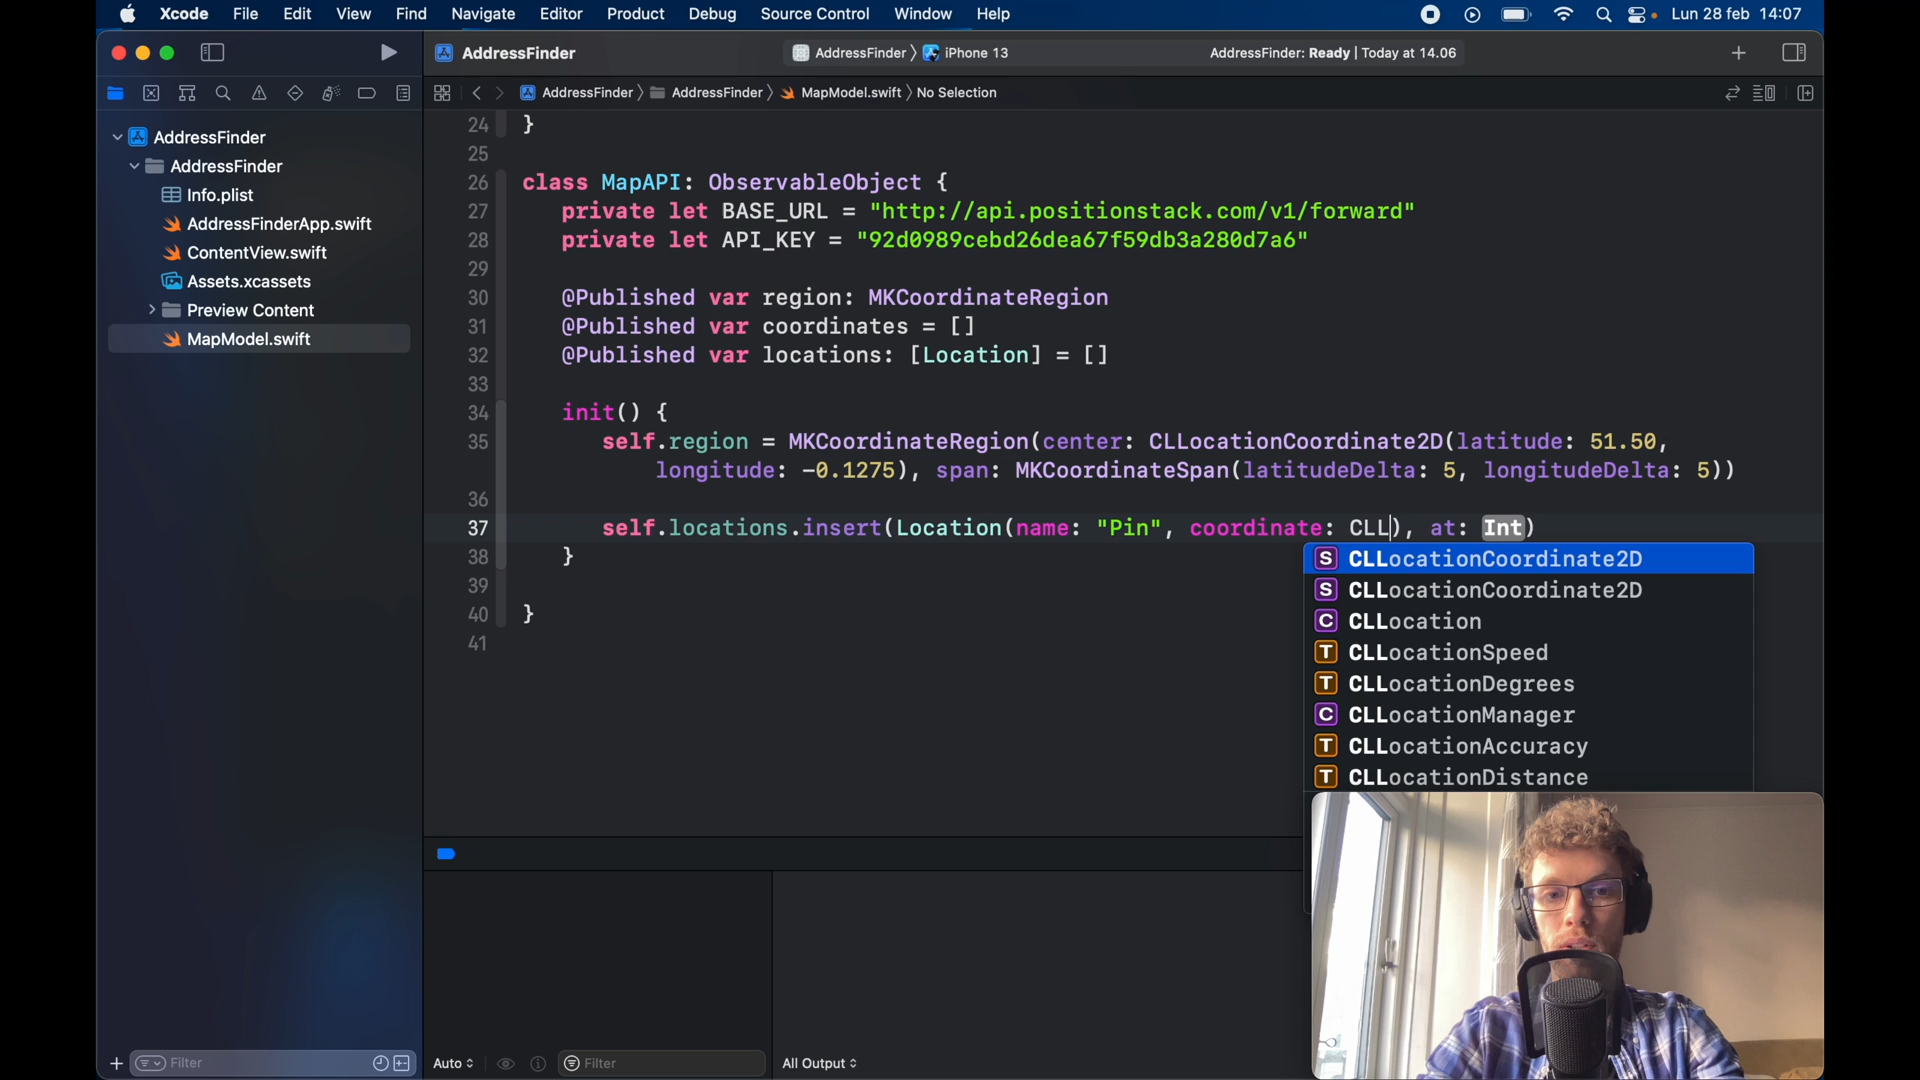 Xcode File Edit View Find Navigate Editor Product Debug Source Control Window Help Lun 28 feb 14:07
AddressFinder AddressFinder iPhone 13 AddressFinder: Ready | Today at 14.06
AddressFinder AddressFinder MapModel.swift No Selection
AddressFinder
AddressFinder
Info.plist
AddressFinderApp.swift
ContentView.swift
Assets.xcassets
Preview Content
MapModel.swift
24 }
25
26 class MapAPI: ObservableObject {
27 private let BASE_URL = "http://api.positionstack.com/v1/forward"
28 private let API_KEY = "92d0989cebd26dea67f59db3a280d7a6"
29
30 @Published var region: MKCoordinateRegion
31 @Published var coordinates = []
32 @Published var locations: [Location] = []
33
34 init() {
35 self.region = MKCoordinateRegion(center: CLLocationCoordinate2D(latitude: 51.50,
longitude: -0.1275), span: MKCoordinateSpan(latitudeDelta: 5, longitudeDelta: 5))
36
37 self.locations.insert(Location(name: "Pin", coordinate: CLL), at: Int)
38 }
39
40 }
41
S CLLocationCoordinate2D
S CLLocationCoordinate2D
C CLLocation
T CLLocationSpeed
T CLLocationDegrees
C CLLocationManager
T CLLocationAccuracy
T CLLocationDistance
Filter Auto Filter All Output